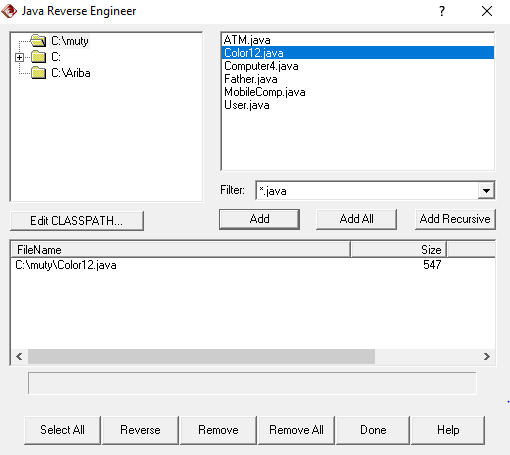 Java Reverse Engineer
C:\muty
C:
C:\Ariba
ATM.java
Color12.java
Computer4.java
Father.java
MobileComp.java
User.java
Filter: *.java
Edit CLASSPATH... Add Add All Add Recursive
FileName Size
C:\muty\Color12.java 547
Select All Reverse Remove Remove All Done Help